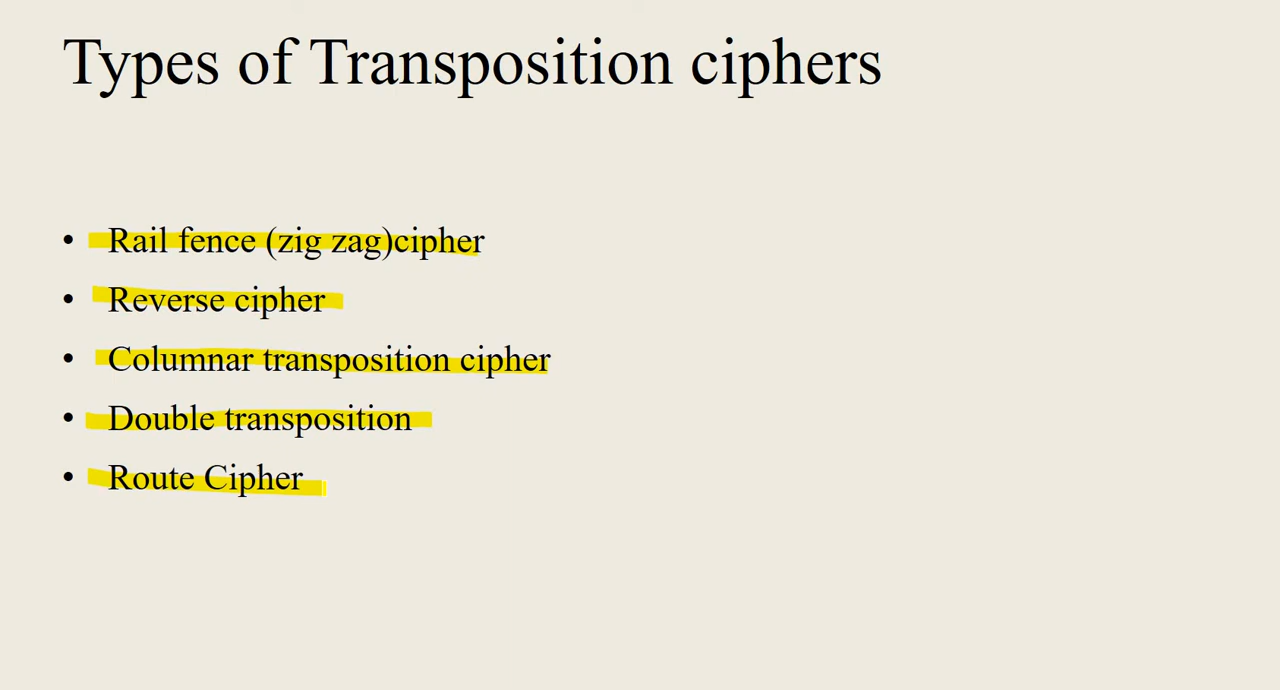 Types of Transposition ciphers
• Rail fence (zig zag)cipher
• Reverse cipher
• Columnar transposition cipher
• Double transposition
• Route Cipher